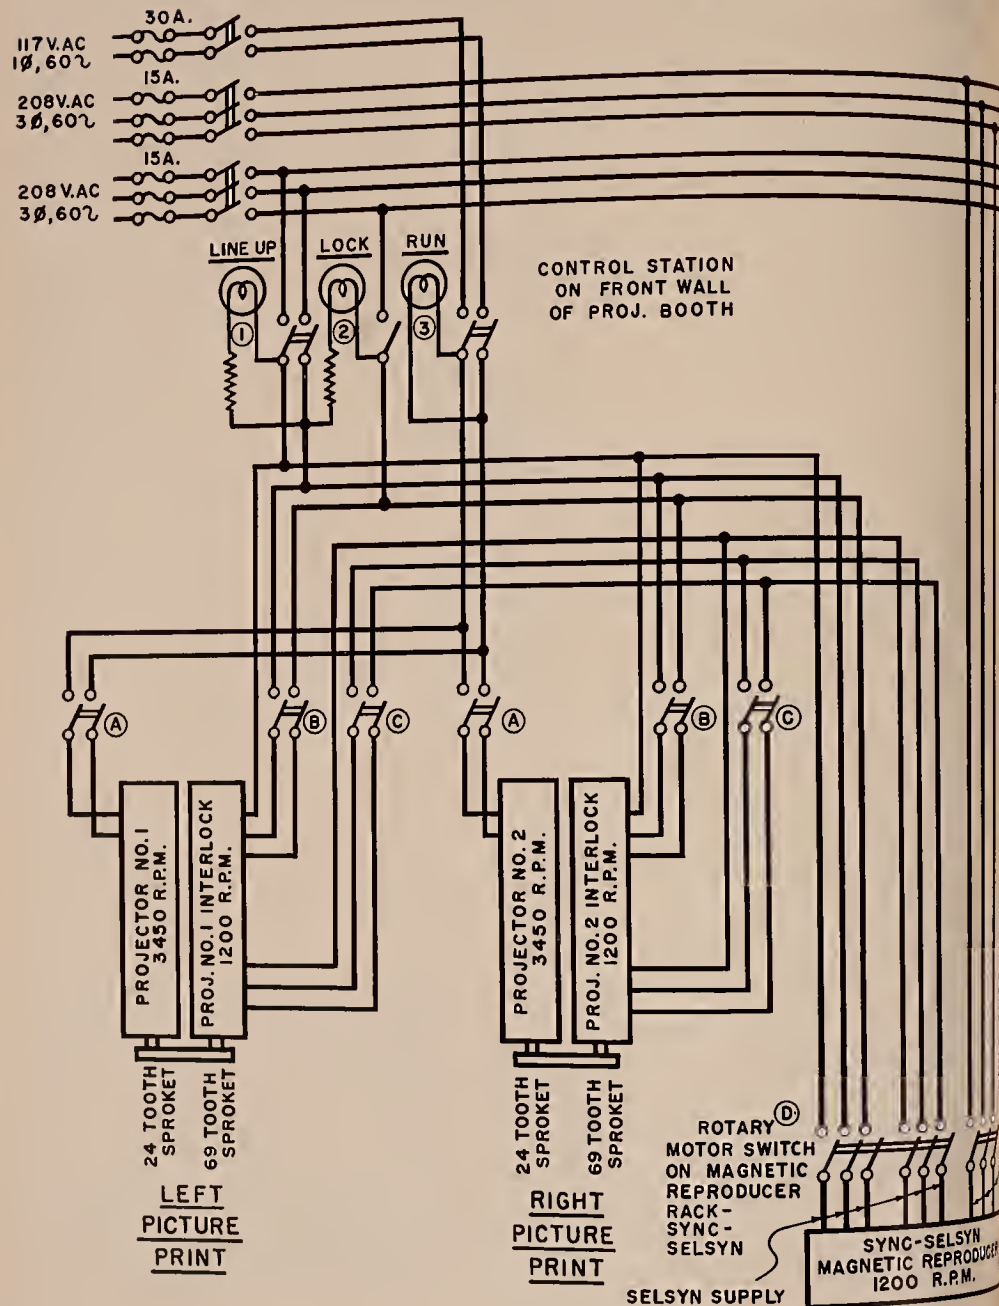 30A.
117V.AC
1Ø,60~
15A.
208V.AC
3Ø,60~
15A.
208V.AC
3Ø,60~
LINE UP
LOCK
RUN
1
2
3
CONTROL STATION
ON FRONT WALL
OF PROJ. BOOTH
A
B
C
A
B
C
PROJECTOR NO.1
3450 R.P.M.
PROJ. NO.1 INTERLOCK
1200 R.P.M.
PROJECTOR NO. 2
3450 R.P.M.
PROJ. NO.2 INTERLOCK
1200 R.P.M.
24 TOOTH
SPROKET
69 TOOTH
SPROKET
24 TOOTH
SPROKET
69 TOOTH
SPROKET
LEFT
PICTURE
PRINT
RIGHT
PICTURE
PRINT
D
ROTARY
MOTOR SWITCH
ON MAGNETIC
REPRODUCER
RACK-
SYNC-
SELSYN
SELSYN SUPPLY
SYNC-SELSYN
MAGNETIC REPRODUCER
1200 R.P.M.